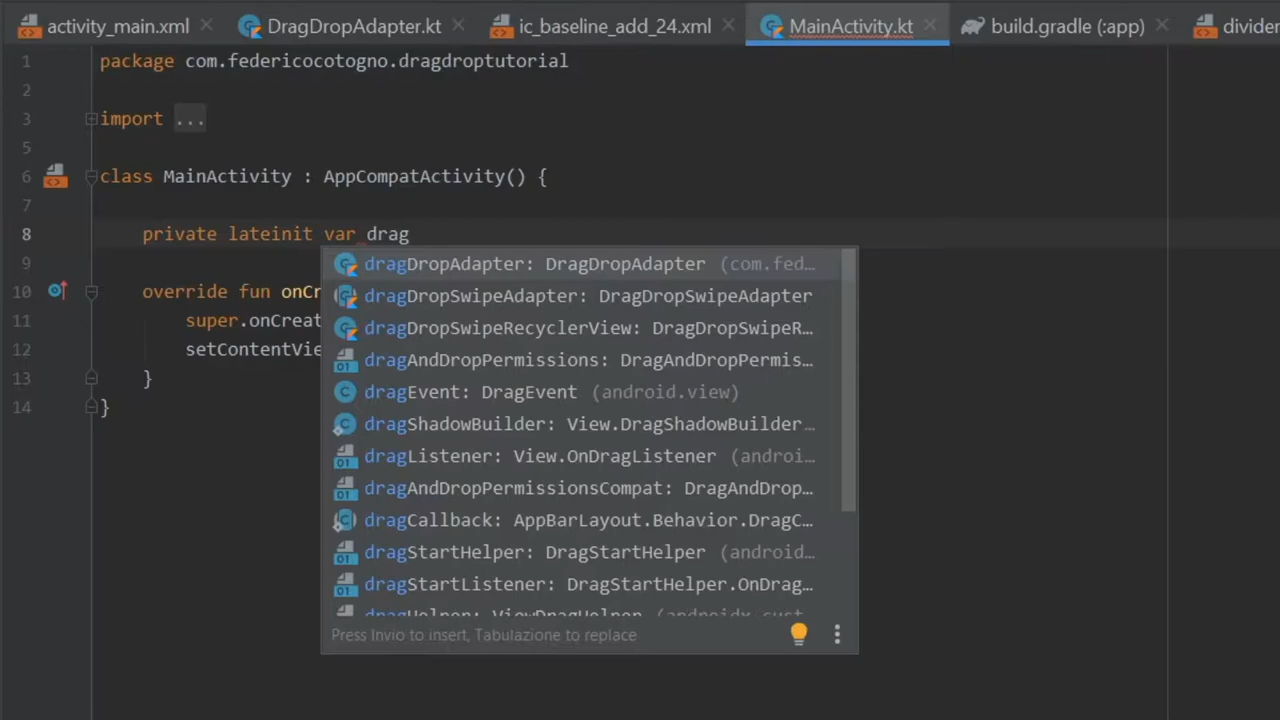 activity_main.xml DragDropAdapter.kt ic_baseline_add_24.xml MainActivity.kt build.gradle (:app) divider
1 package com.federicocotogno.dragdroptutorial
2
3 import ...
5
6 class MainActivity : AppCompatActivity() {
7
8 private lateinit var drag
9
10 override fun onCr
11 super.onCreat
12 setContentVie
13 }
14 }
dragDropAdapter: DragDropAdapter (com.fed...
dragDropSwipeAdapter: DragDropSwipeAdapter
dragDropSwipeRecyclerView: DragDropSwipeR...
dragAndDropPermissions: DragAndDropPermis...
dragEvent: DragEvent (android.view)
dragShadowBuilder: View.DragShadowBuilder...
dragListener: View.OnDragListener (androi...
dragAndDropPermissionsCompat: DragAndDrop...
dragCallback: AppBarLayout.Behavior.DragC...
dragStartHelper: DragStartHelper (android...
dragStartListener: DragStartHelper.OnDrag...
dragHelper: ViewDragHelper (androidx.cust...
Press Invio to insert, Tabulazione to replace